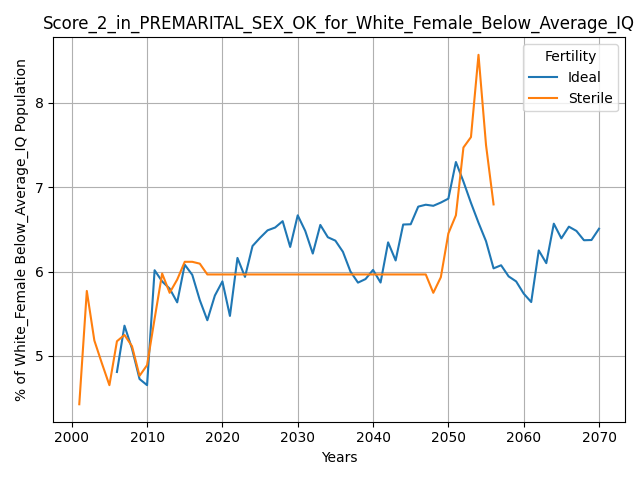 Score_2_in_PREMARITAL_SEX_OK_for_White_Female_Below_Average_IQ
% of White_Female Below_Average_IQ Population
8
7
6
5
Fertility
Ideal
Sterile
2000 2010 2020 2030 2040 2050 2060 2070
Years